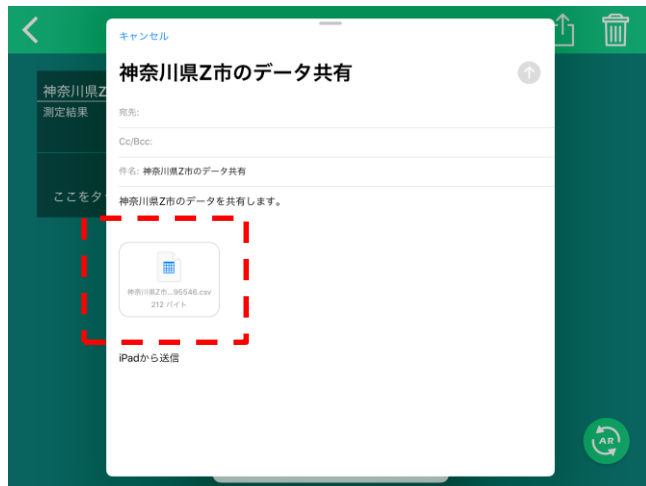 キャンセル
神奈川県Z市のデータ共有
神奈川県Z
測定結果
宛先:
Cc/Bcc:
件名: 神奈川県Z市のデータ共有
ここをタ
神奈川県Z市のデータを共有します。
神奈川県Z市...95546.csv
212 バイト
iPadから送信
AR